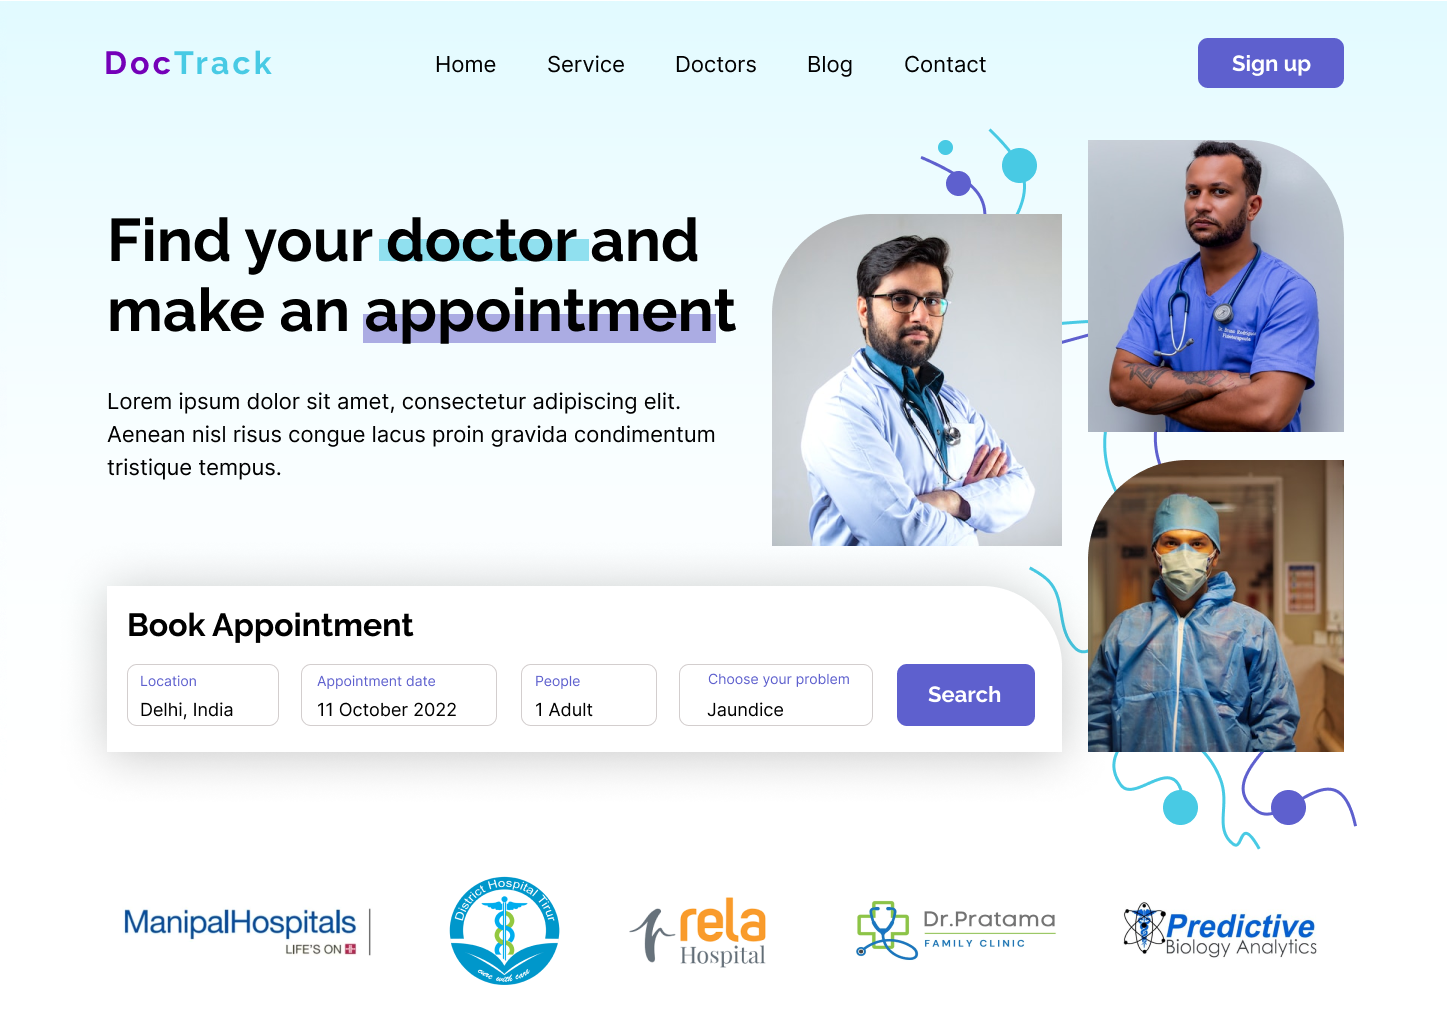 DocTrack
Home
Service
Doctors
Blog
Contact
Sign up
Find your doctor and
make an appointment
Lorem ipsum dolor sit amet, consectetur adipiscing elit.
Aenean nisl risus congue lacus proin gravida condimentum
tristique tempus.
Book Appointment
Location
Delhi, India
Appointment date
11 October 2022
People
1 Adult
Choose your problem
Jaundice
Search
ManipalHospitals
LIFE'S ON
District Hospital Tirur
cure with care
rela
Hospital
Dr.Pratama
FAMILY CLINIC
Predictive
Biology Analytics